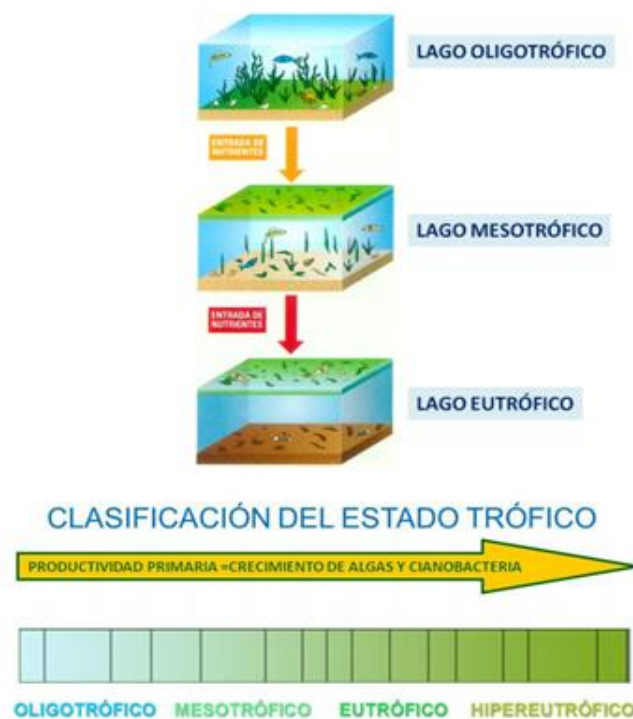 LAGO OLIGOTRÓFICO
ENTRADA DE
NUTRIENTES
LAGO MESOTRÓFICO
ENTRADA DE
NUTRIENTES
LAGO EUTRÓFICO
CLASIFICACIÓN DEL ESTADO TRÓFICO
PRODUCTIVIDAD PRIMARIA =CRECIMIENTO DE ALGAS Y CIANOBACTERIA
OLIGOTRÓFICO MESOTRÓFICO EUTRÓFICO HIPEREUTRÓFICO